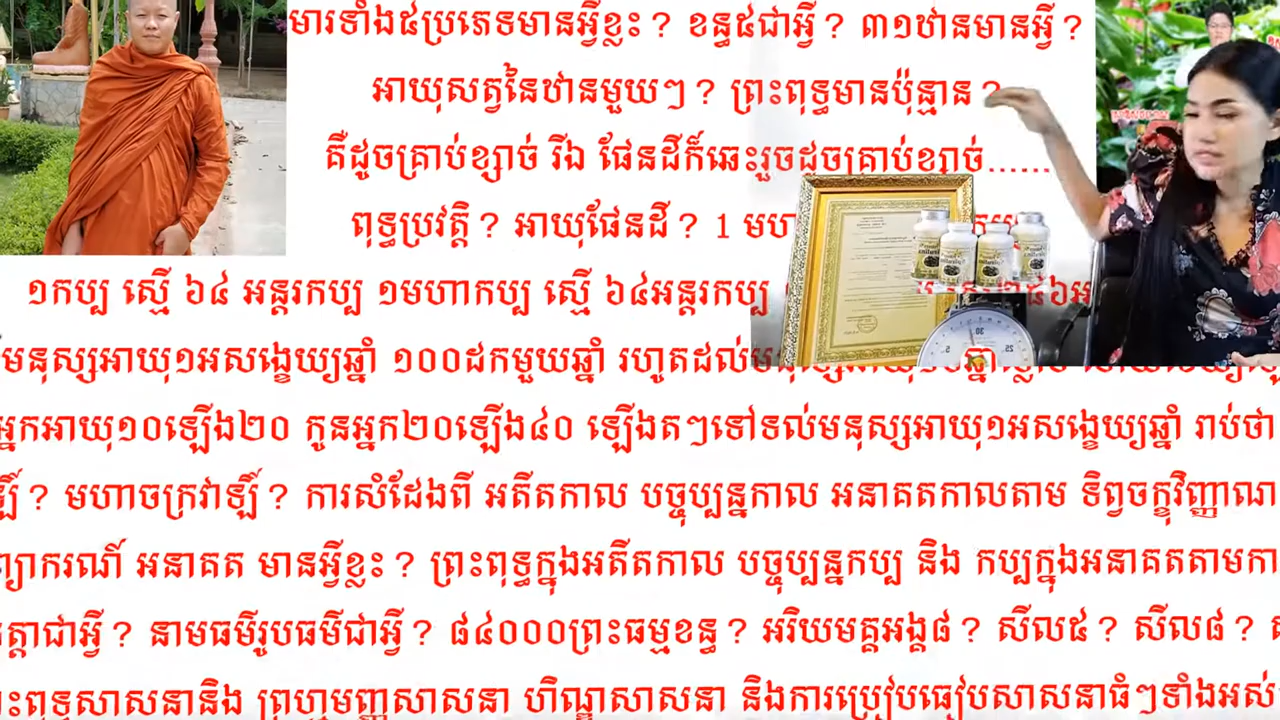 មារទាំង៥ប្រភេទមានអ្វីខ្លះ ? ខន្ធ៥ជាអ្វី ? ៣១ឋានមានអ្វី ?
អាយុសត្វនៃឋានមួយៗ ? ព្រះពុទ្ធមានប៉ុន្មាន ?
គឺដូចគ្រាប់ខ្សាច់ រីឯ ផែនដីក៏ឆេះរួចដូចគ្រាប់ខ្សាច់......
ពុទ្ធប្រវត្តិ ? អាយុផែនដី ? 1
១កប្ប ស្មើ ៦៤ អន្តរកប្ប ១មហាកប្ប ស្មើ ៦៤អន្តរកប្ប
មនុស្សអាយុ១អសង្ខេយ្យឆ្នាំ ១០០ដកមួយឆ្នាំ រហូតដល់
អ្នកអាយុ១០ឡើង២០ កូនអ្នក២០ឡើង៤០ ឡើងតៗទៅទល់មនុស្សអាយុ១អសង្ខេយ្យឆ្នាំ រាប់ថា
? មហាចក្រវាឡ៏ ? ការសំដែងពី អតីតកាល បច្ចុប្បន្នកាល អនាគតកាលតាម ទិព្វចក្ខុវិញ្ញាណ
ព្យាករណ៏ អនាគត មានអ្វីខ្លះ ? ព្រះពុទ្ធក្នុងអតីតកាល បច្ចុប្បន្នកប្ប និង កប្បក្នុងអនាគតតាមកា
ត្តាជាអ្វី ? នាមធម៏រូបធម៏ជាអ្វី ? ៨៤០០០ព្រះធម្មខន្ធ ? អរិយមគ្គអង្គ៨ ? សីល៥ ? សីល៨ ?
ព្រះពុទ្ធសាសនានិង ព្រហ្មមញ្ញសាសនា ហិណ្ឌសាសនា និងការប្រៀបធៀបសាសនាធំៗទាំងអស់